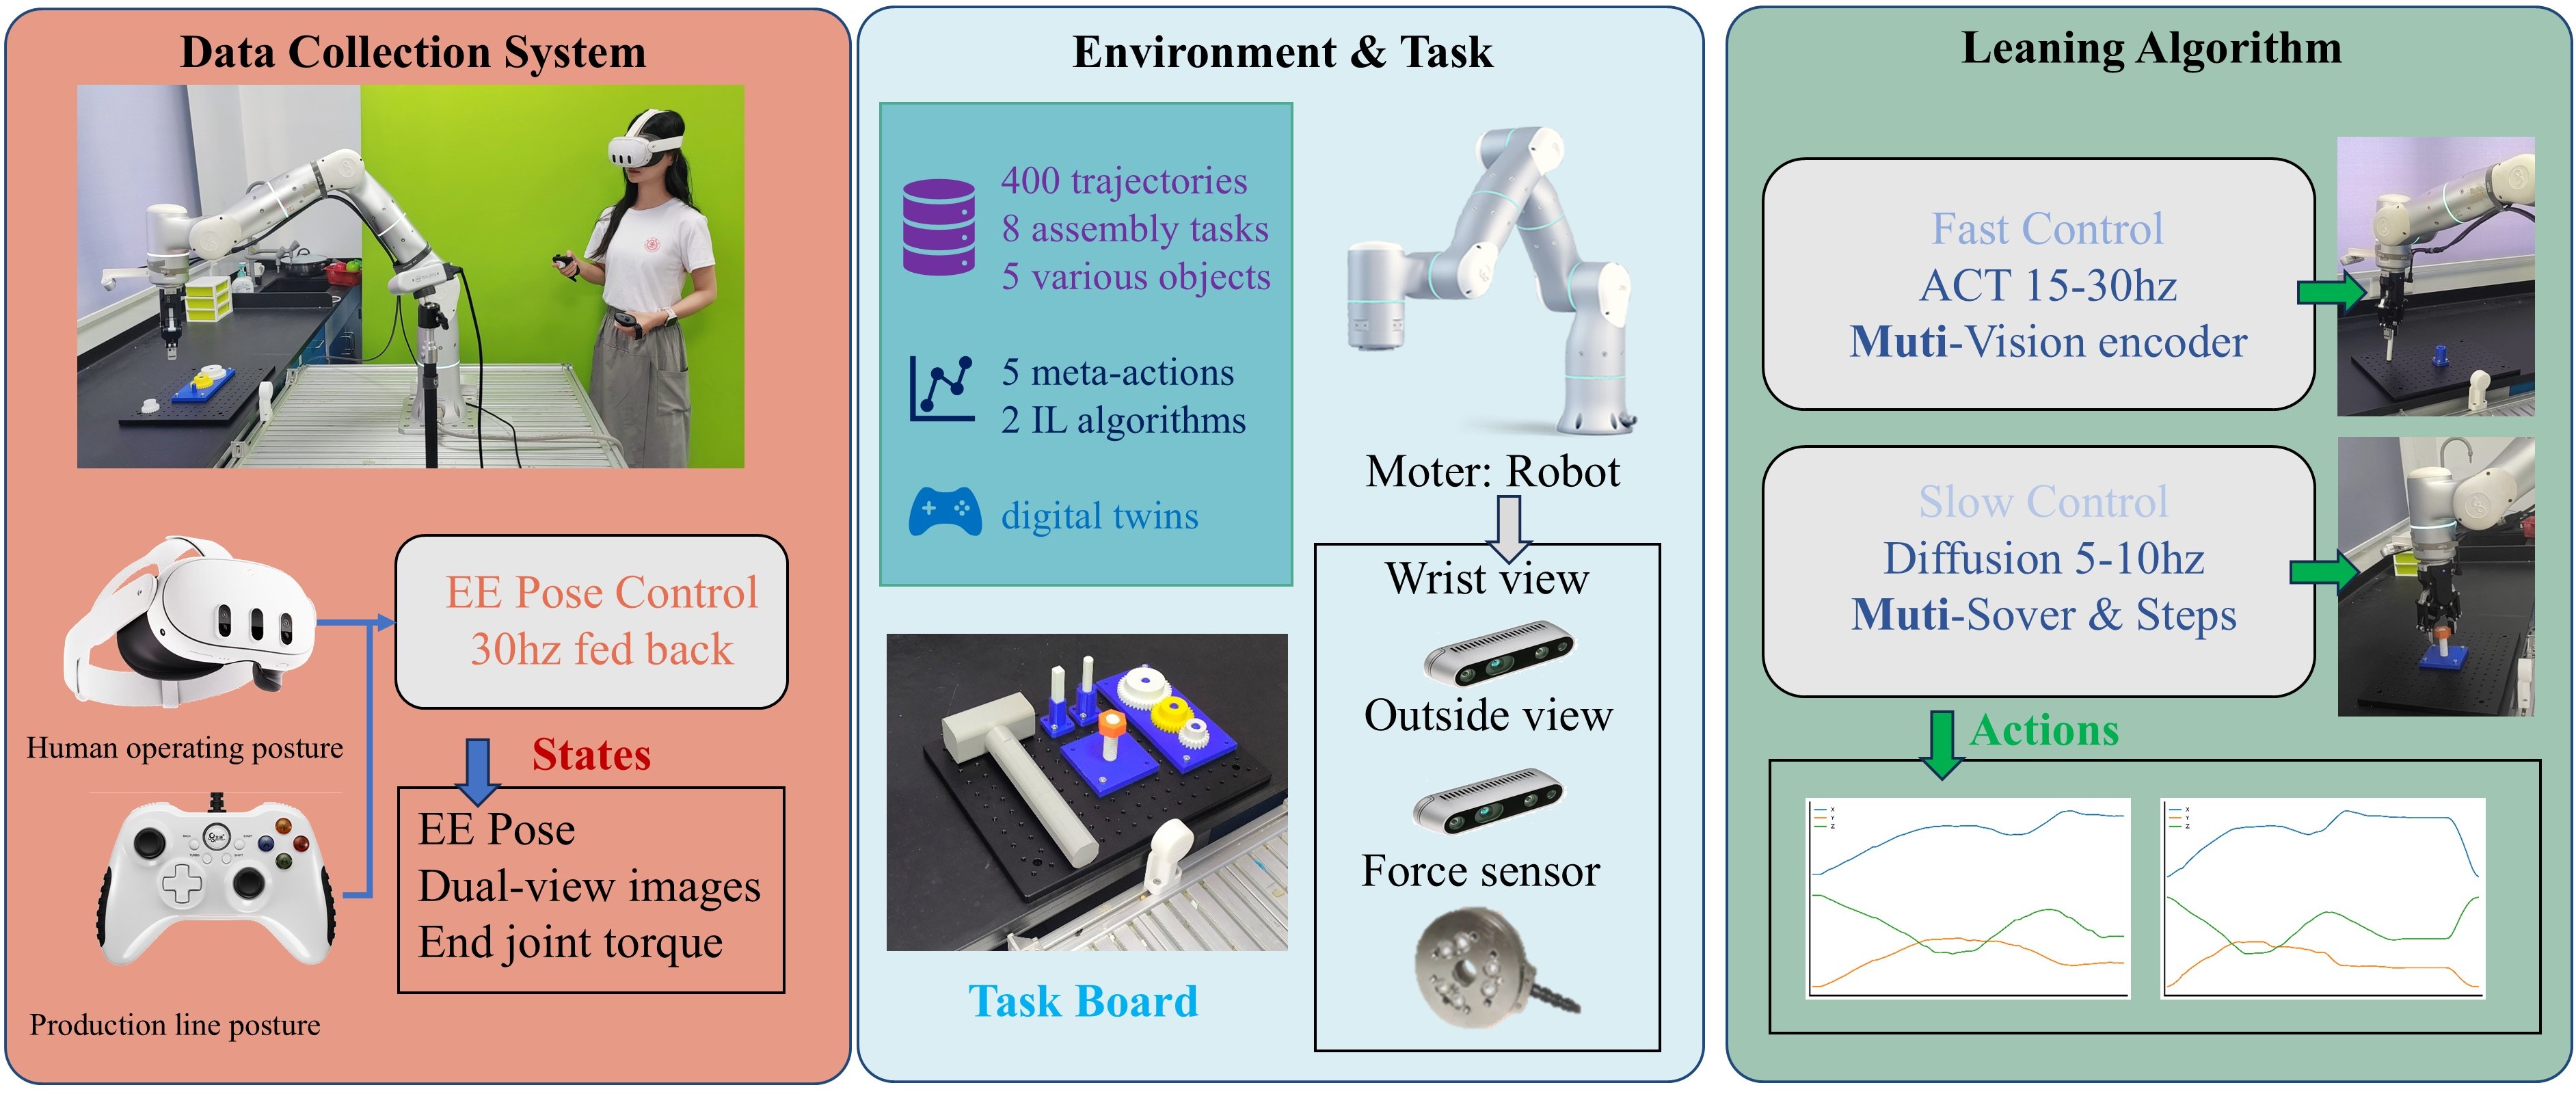 Data Collection System
Human operating posture
Production line posture
EE Pose Control
30hz fed back
States
EE Pose
Dual-view images
End joint torque
Environment & Task
400 trajectories
8 assembly tasks
5 various objects
5 meta-actions
2 IL algorithms
digital twins
Task Board
Moter: Robot
Wrist view
Outside view
Force sensor
Leaning Algorithm
Fast Control
ACT 15-30hz
Muti-Vision encoder
Slow Control
Diffusion 5-10hz
Muti-Sover & Steps
Actions
X
Y
Z
X
Y
Z